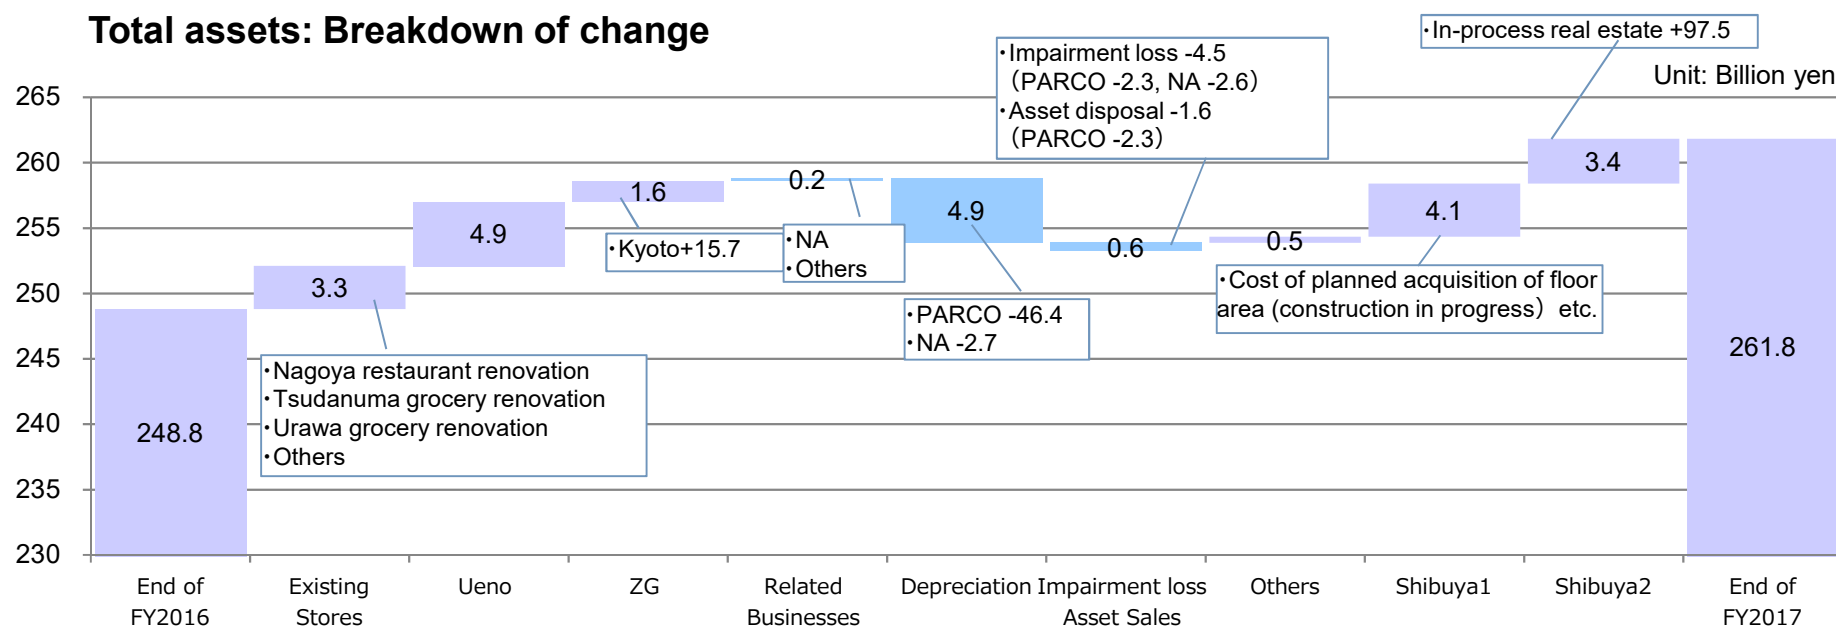 Total assets: Breakdown of change
・In-process real estate +97.5
Unit: Billion yen
・Impairment loss -4.5
（PARCO -2.3, NA -2.6）
・Asset disposal -1.6
（PARCO -2.3）
265
260
255
250
245
240
235
230
248.8
3.3
4.9
1.6
0.2
4.9
0.6
0.5
4.1
3.4
261.8
・Kyoto+15.7
・NA
・Others
・Cost of planned acquisition of floor
area (construction in progress） etc.
・PARCO -46.4
・NA -2.7
・Nagoya restaurant renovation
・Tsudanuma grocery renovation
・Urawa grocery renovation
・Others
End of
FY2016
Existing
Stores
Ueno
ZG
Related
Businesses
Depreciation
Impairment loss
Asset Sales
Others
Shibuya1
Shibuya2
End of
FY2017